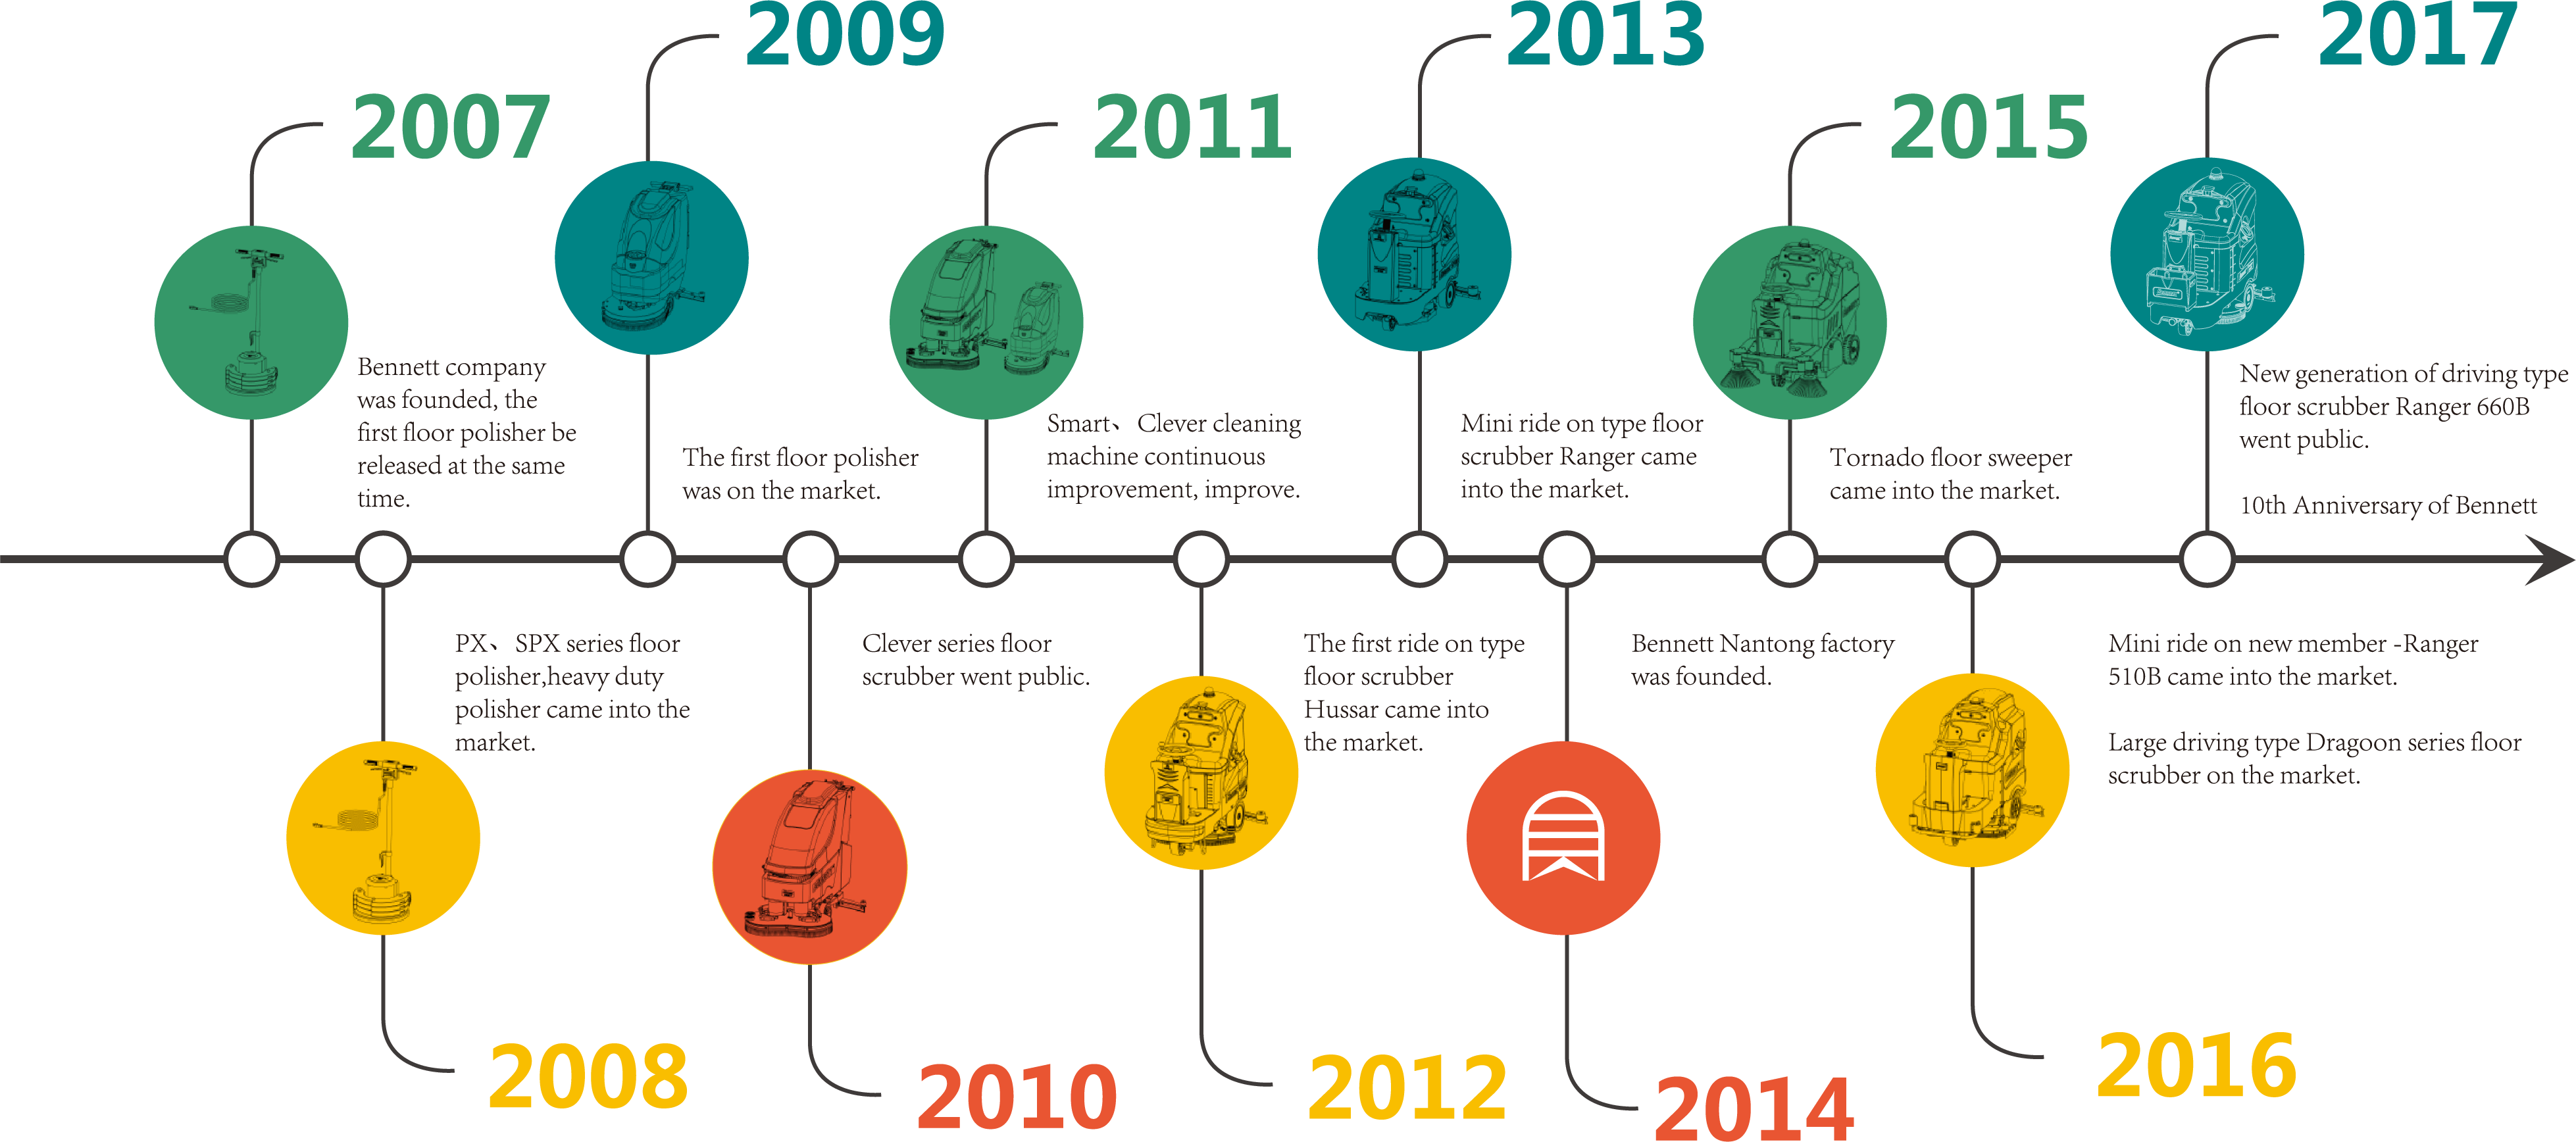 2007
Bennett company
was founded, the
first floor polisher be
released at the same
time.
2008
PX、SPX series floor
polisher,heavy duty
polisher came into the
market.
2009
The first floor polisher
was on the market.
2010
Clever series floor
scrubber went public.
2011
Smart、Clever cleaning
machine continuous
improvement, improve.
2012
The first ride on type
floor scrubber
Hussar came into
the market.
2013
Mini ride on type floor
scrubber Ranger came
into the market.
2014
Bennett Nantong factory
was founded.
2015
Tornado floor sweeper
came into the market.
2016
Mini ride on new member -Ranger
510B came into the market.
Large driving type Dragoon series floor
scrubber on the market.
2017
New generation of driving type
floor scrubber Ranger 660B
went public.
10th Anniversary of Bennett